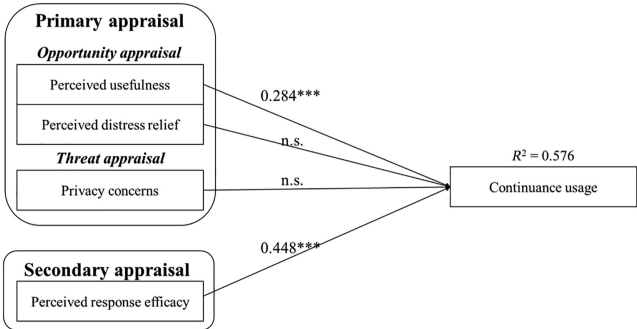 Primary appraisal
Opportunity appraisal
Perceived usefulness
0.284***
Perceived distress relief
n.s.
Threat appraisal
R² = 0.576
Privacy concerns
n.s.
Continuance usage
0.448***
Secondary appraisal
Perceived response efficacy